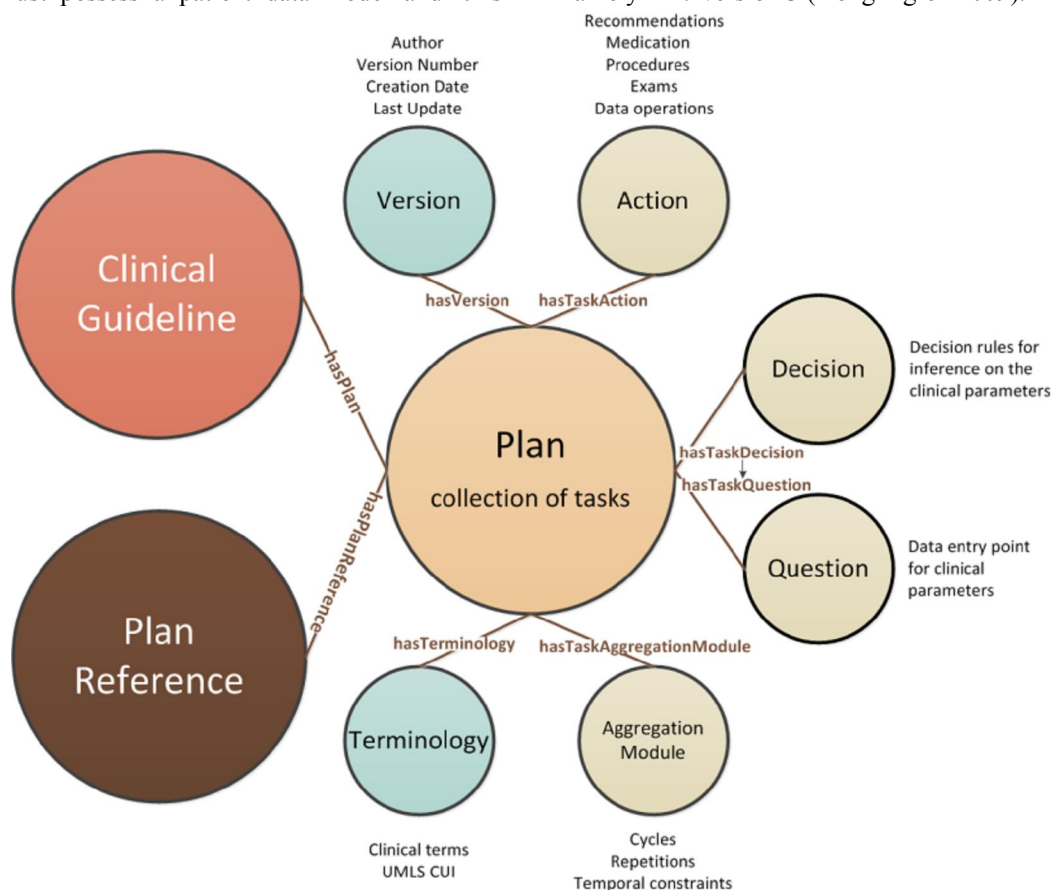 Recommendations
Author
Medication
Version Number
Procedures
Creation Date
Exams
Last Update
Data operations
Version
Action
Clinical
Guideline
hasVersion
hasTaskAction
hasPlan
Decision
Decision rules for
inference on the
clinical parameters
Plan
collection of tasks
hasTaskDecision
hasTaskQuestion
hasPlanReference
Question
Data entry point
for clinical
parameters
Plan
Reference
hasTerminology
hasTaskAggregationModule
Terminology
Aggregation
Module
Clinical terms
UMLS CUI
Cycles
Repetitions
Temporal constraints